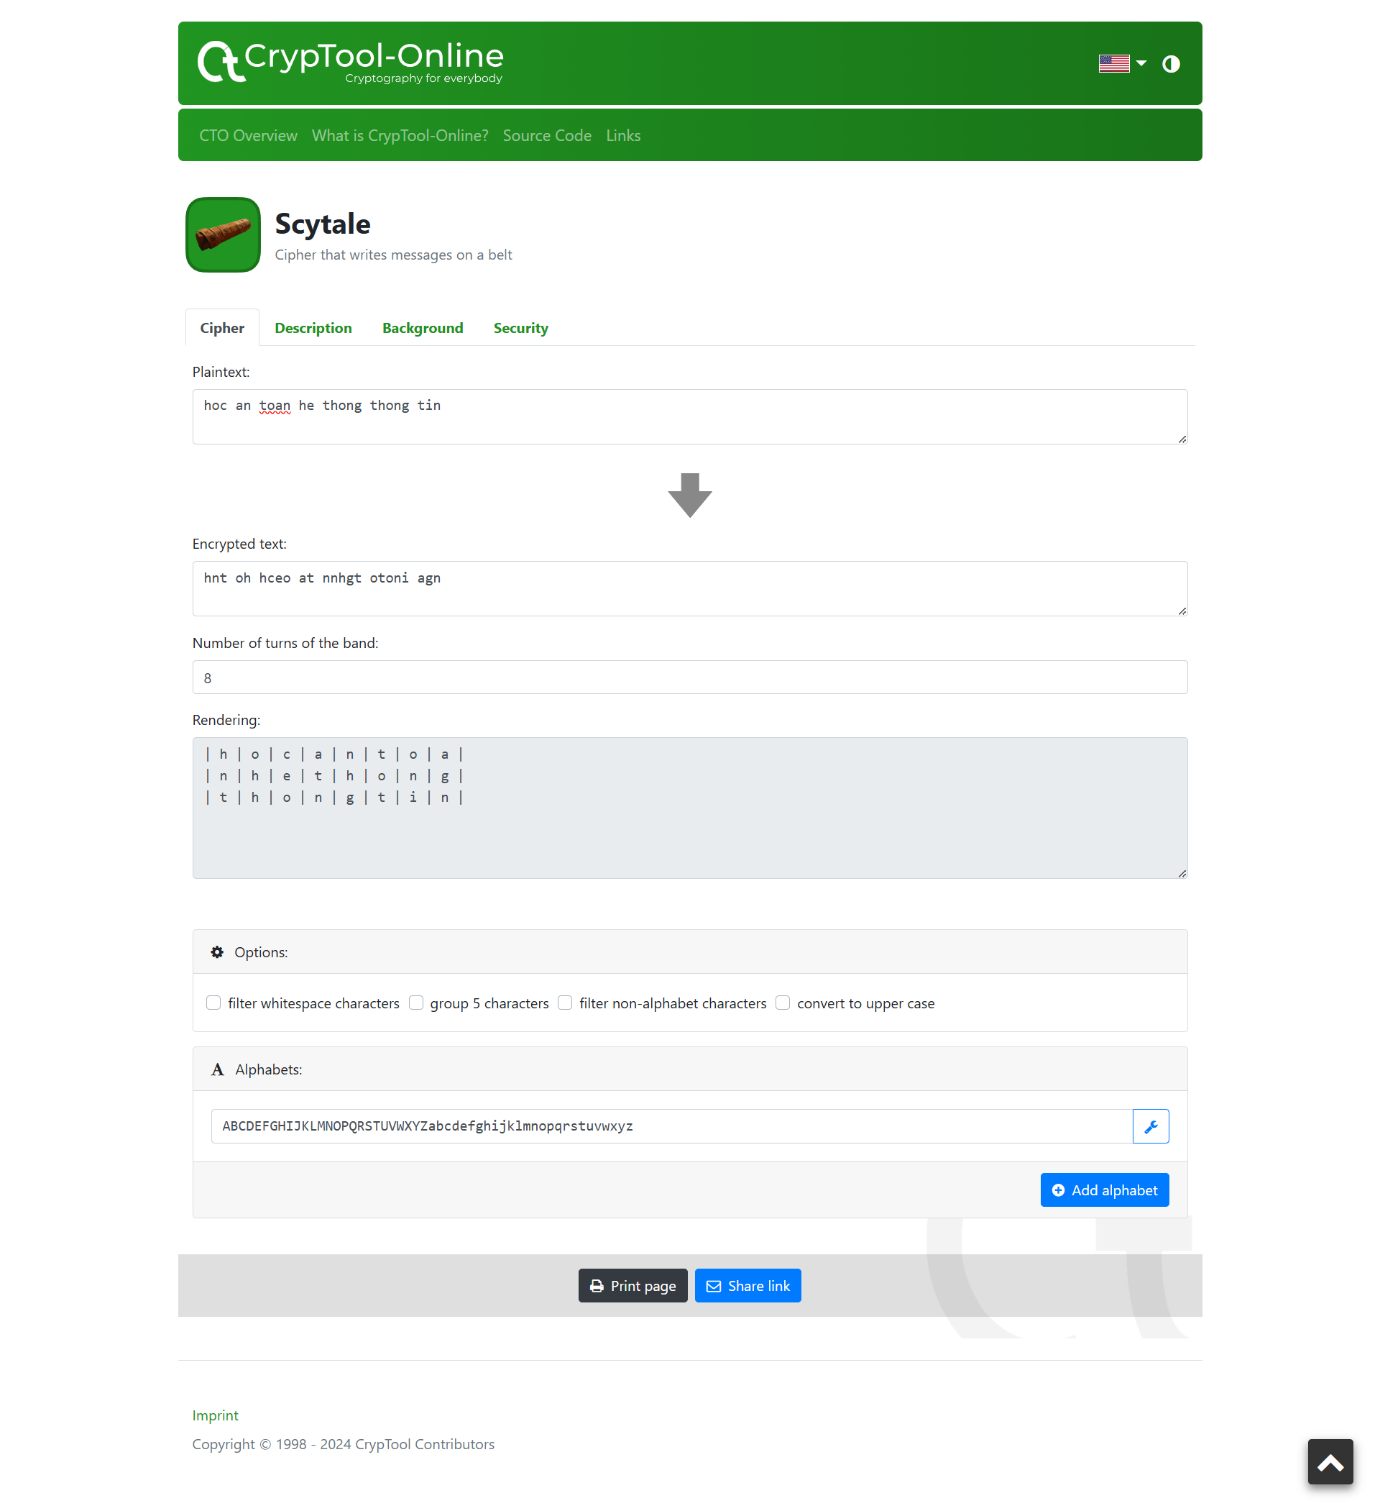 CrypTool-Online
Cryptography for everybody
CTO Overview What is CrypTool-Online? Source Code Links
Scytale
Cipher that writes messages on a belt
Cipher Description Background Security
Plaintext:
hoc an toan he thong thong tin
Encrypted text:
hnt oh hceo at nnhgt otoni agn
Number of turns of the band:
8
Rendering:
| h | o | c | a | n | t | o | a |
| n | h | e | t | h | o | n | g |
| t | h | o | n | g | t | i | n |
Options:
filter whitespace characters group 5 characters filter non-alphabet characters convert to upper case
A Alphabets:
ABCDEFGHIJKLMNOPQRSTUVWXYZabcdefghijklmnopqrstuvwxyz
Add alphabet
Print page Share link
Imprint
Copyright © 1998 - 2024 CrypTool Contributors